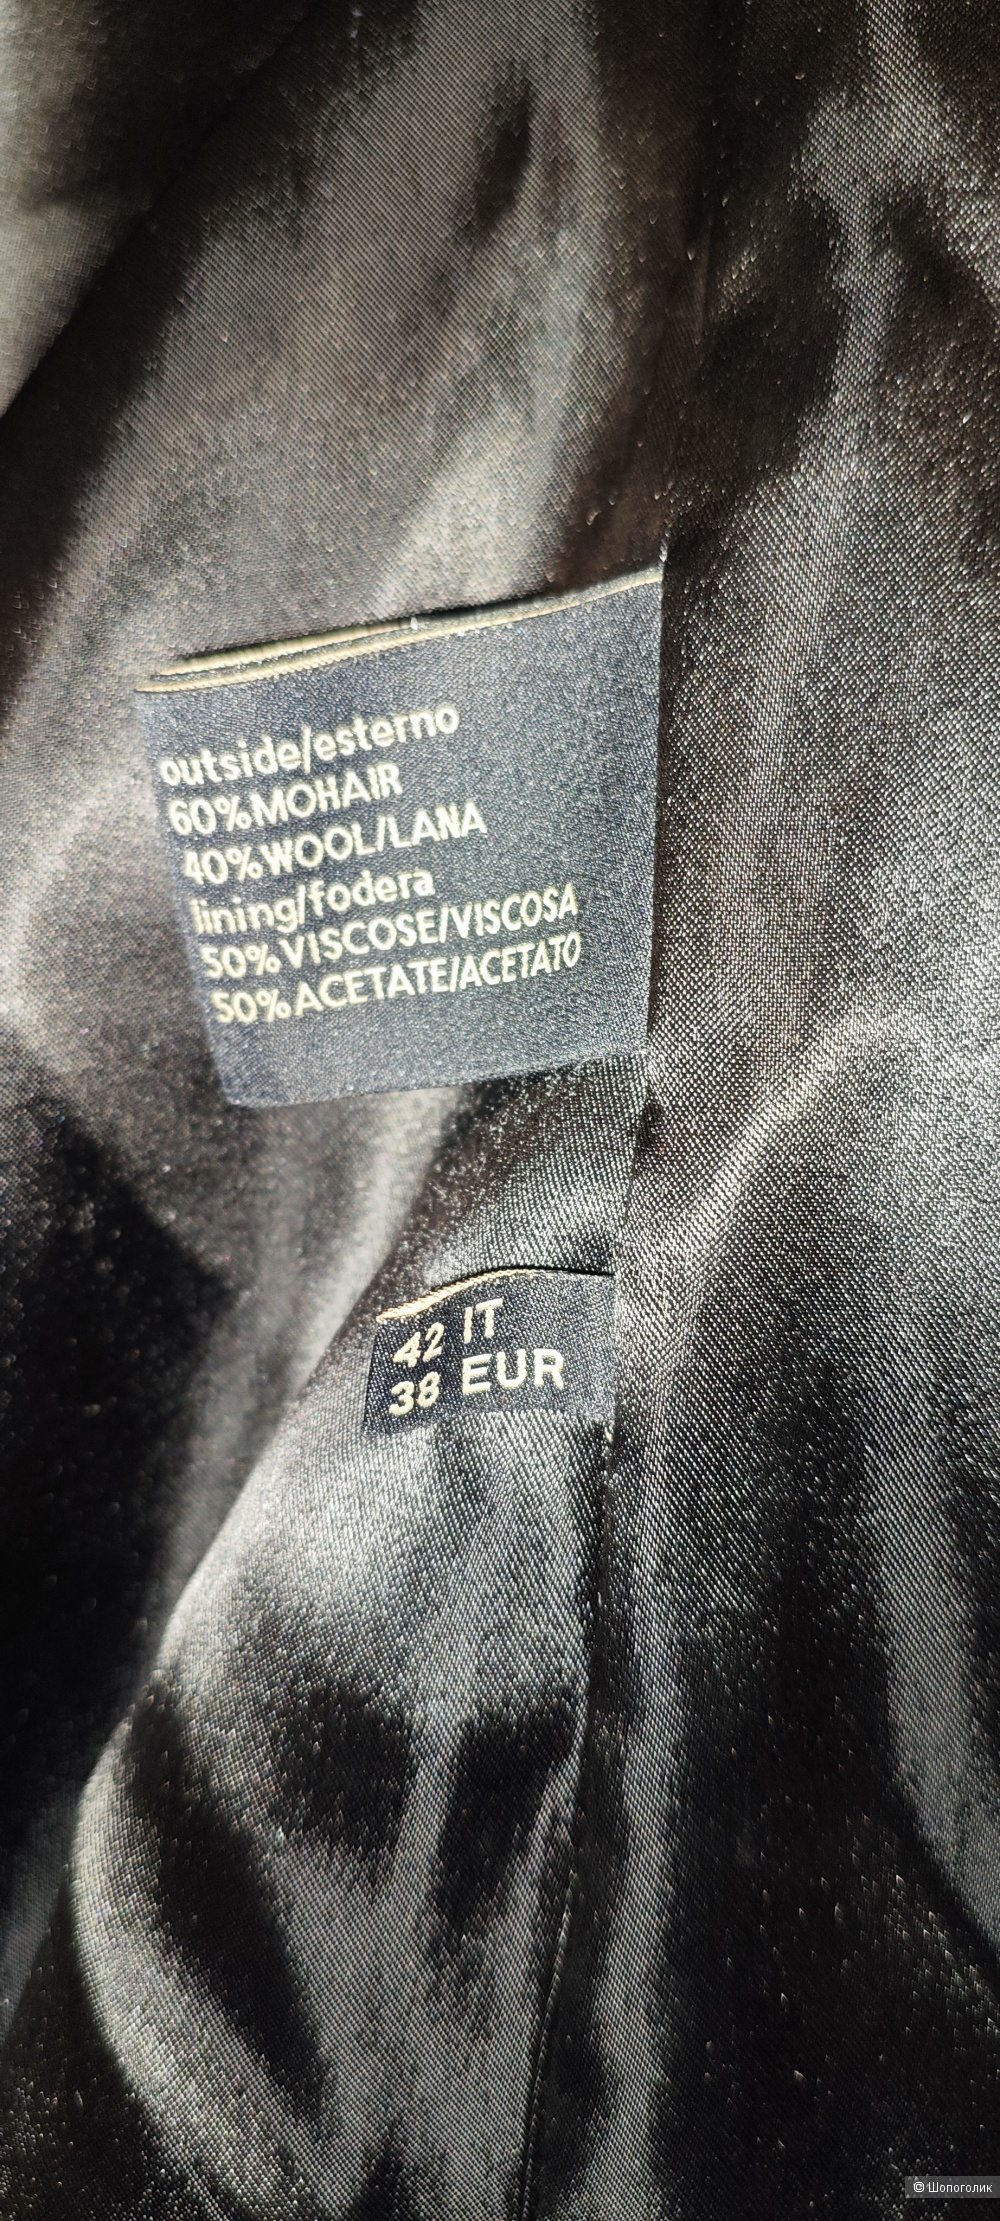 outside/esterno
60%MOHAIR
40%WOOL/LANA
lining/fodera
50%VISCOSE/VISCOSA
50%ACETATE/ACETATO
42 IT
38 EUR
© Шопоголик